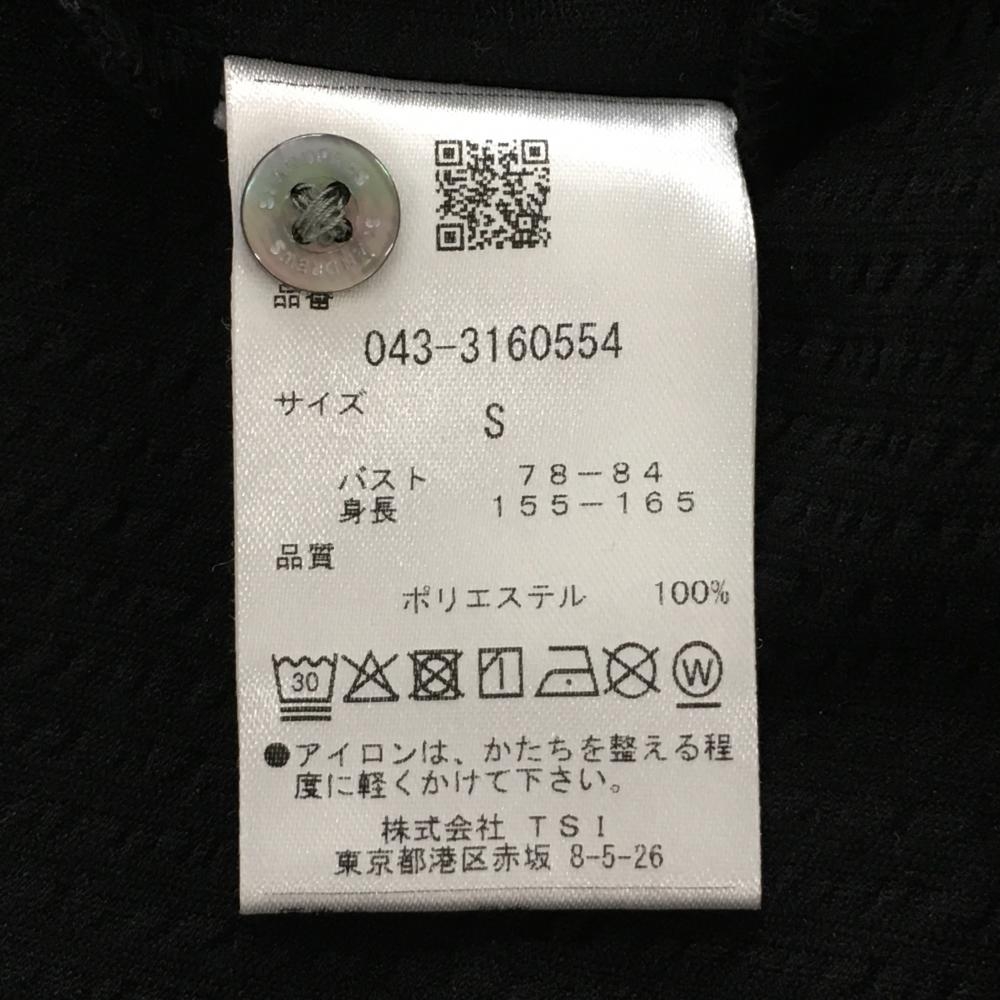 ANDREWS
品番
043-3160554
サイズ
S
バスト 78-84
身長 155-165
品質
ポリエステル 100%
30
W
●アイロンは、かたちを整える程
度に軽くかけて下さい。
株式会社 TSI
東京都港区赤坂 8-5-26